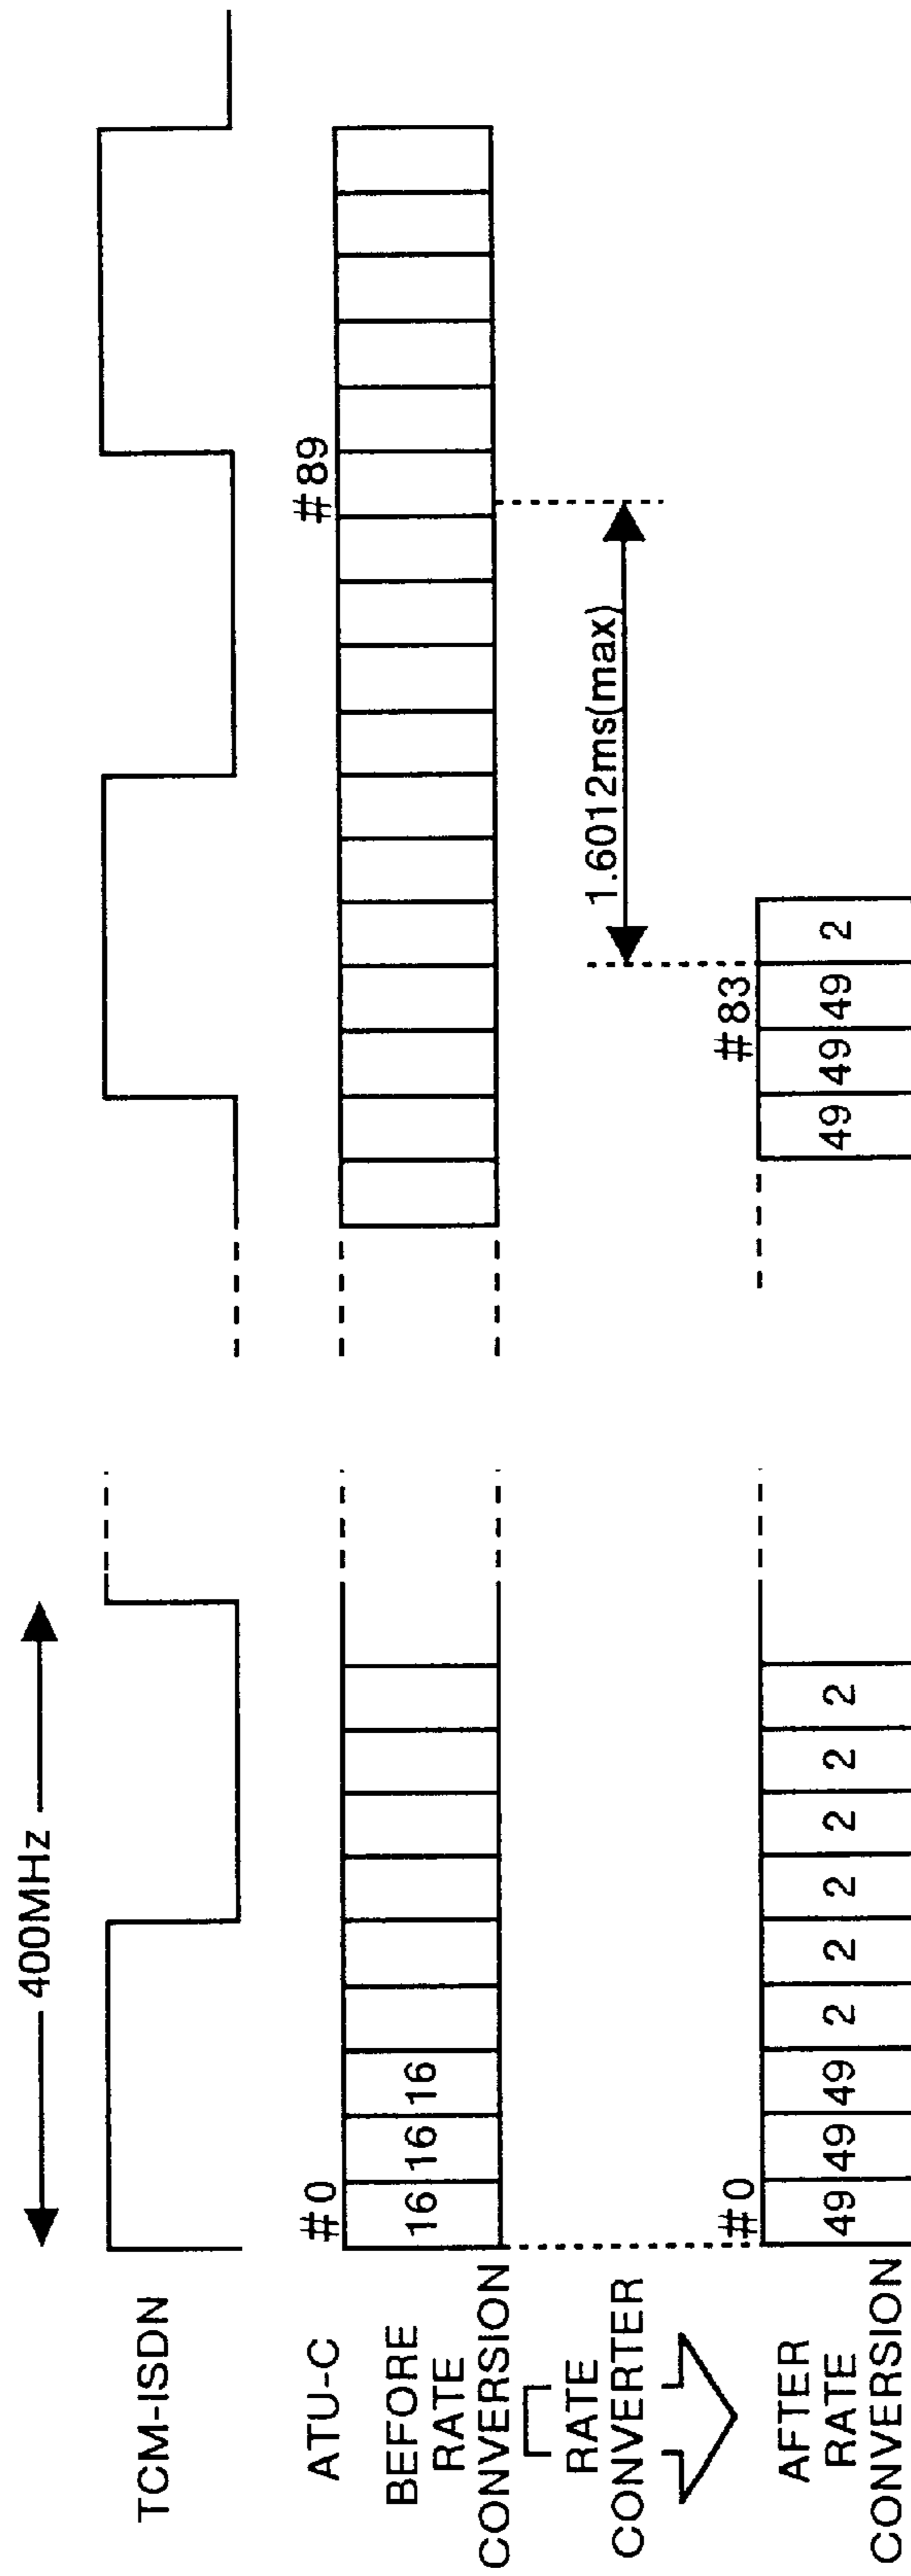 400MHz
TCM-ISDN
ATU-C
#0
#89
BEFORE
RATE
CONVERSION
16 16 16
RATE
CONVERTER
1.6012ms(max)
#0
#83
AFTER
RATE
CONVERSION
49 49 49 2 2 2 2 2 2
49 49 49 2